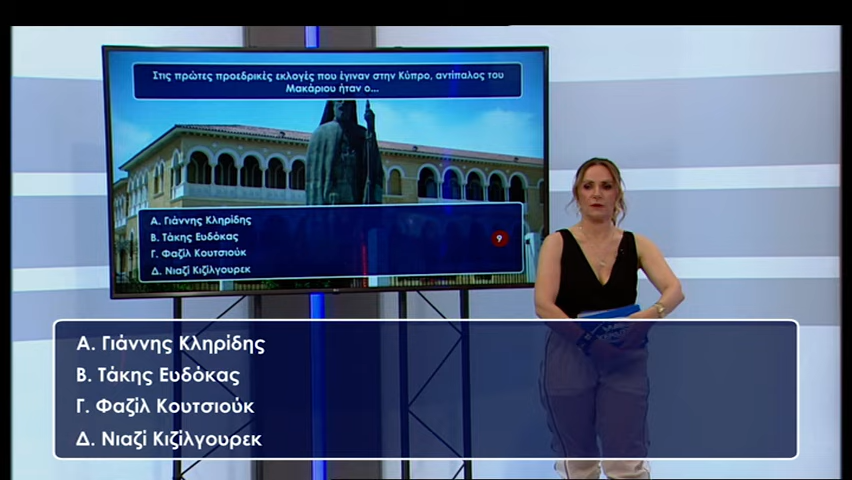 Στις πρώτες προεδρικές εκλογές που έγιναν στην Κύπρο, αντίπαλος του
Μακάριου ήταν ο...
Α. Γιάννης Κληρίδης
Β. Τάκης Ευδόκας
Γ. Φαζίλ Κουτσιούκ
Δ. Νιαζί Κιζίλγουρεκ
9
Α. Γιάννης Κληρίδης
Β. Τάκης Ευδόκας
Γ. Φαζίλ Κουτσιούκ
Δ. Νιαζί Κιζίλγουρεκ